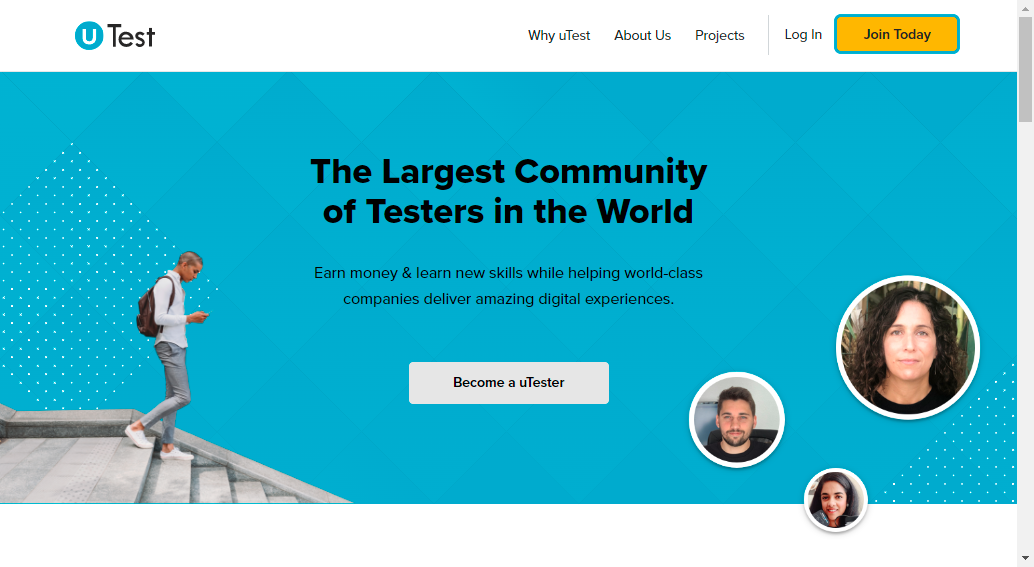 uTest
Why uTest
About Us
Projects
Log In
Join Today
The Largest Community
of Testers in the World
Earn money & learn new skills while helping world-class
companies deliver amazing digital experiences.
Become a uTester